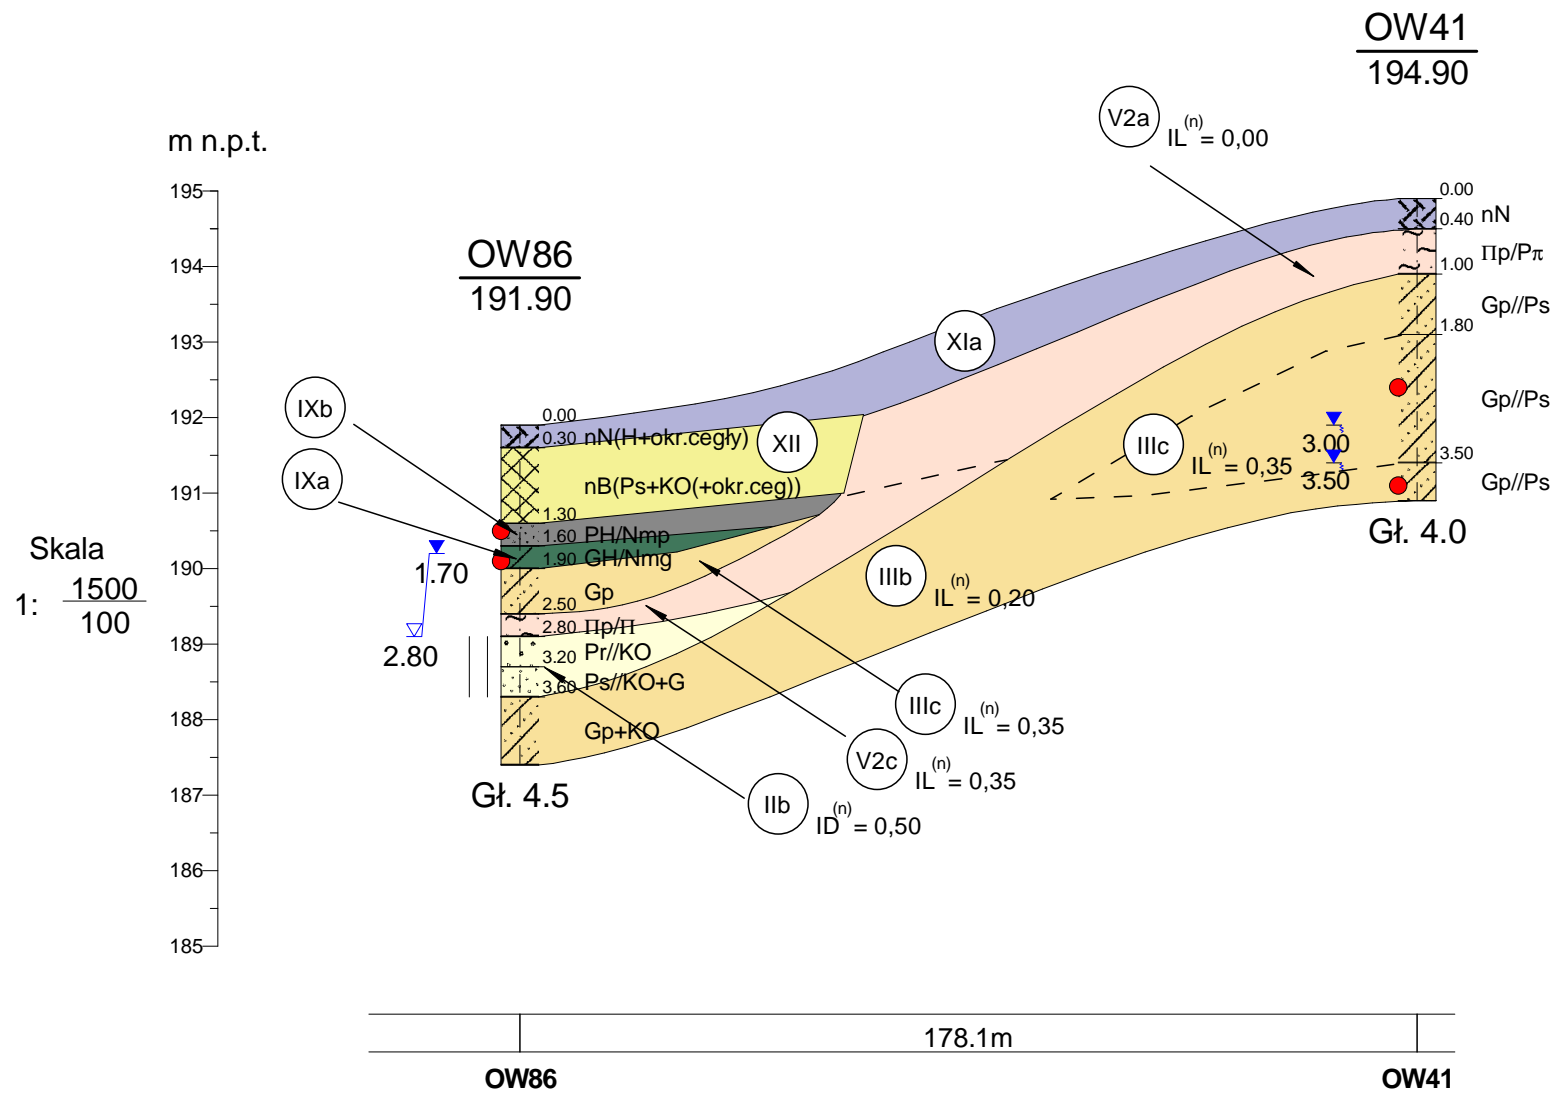 OW41
194.90
V2a
IL(n) = 0,00
m n.p.t.
195
194
193
192
191
190
189
188
187
186
185
OW86
191.90
0.00
0.40 nN
Πp/Pπ
1.00
Gp//Ps
1.80
Gp//Ps
3.50
Gp//Ps
Gł. 4.0
3.00
3.50
XIa
XII
IIIc
IL(n) = 0,35
IIIb
IL(n) = 0,20
IXb
IXa
0.00
0.30 nN(H+okr.cegły)
nB(Ps+KO(+okr.ceg))
1.30
PH/Nmp
1.60
GH/Nmg
1.90
Gp
2.50
Πp/Π
2.80
Pr//KO
3.20
Ps//KO+G
3.60
Gp+KO
1.70
2.80
Gł. 4.5
Skala
1: 1500
100
IIIc
IL(n) = 0,35
V2c
IL(n) = 0,35
IIb
ID(n) = 0,50
178.1m
OW86
OW41